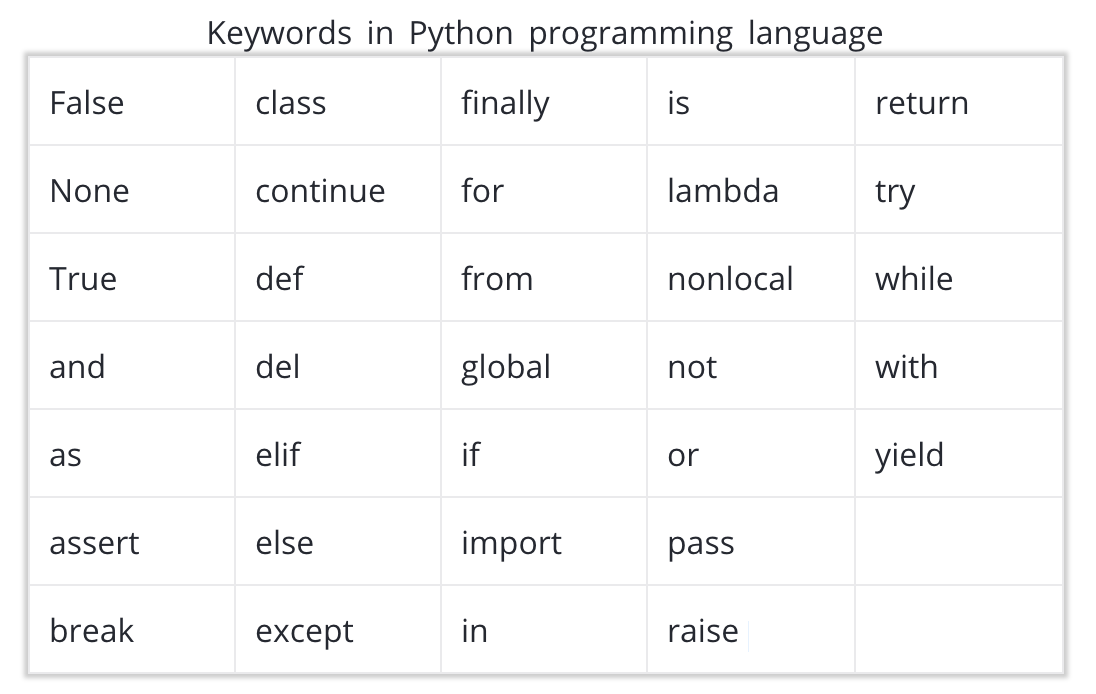 Keywords in Python programming language
False class finally is return
None continue for lambda try
True def from nonlocal while
and del global not with
as elif if or yield
assert else import pass
break except in raise